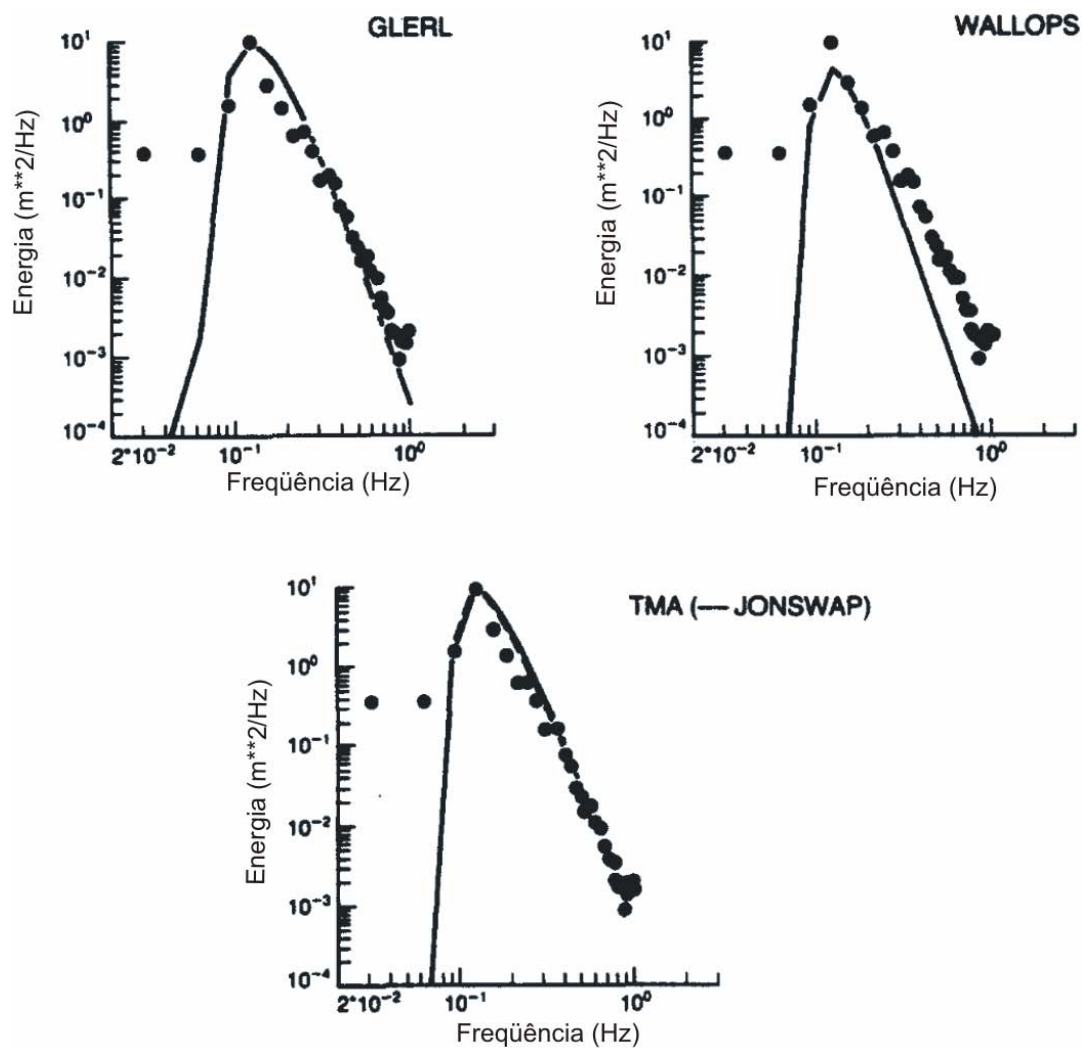 GLERL
10¹
10⁰
10⁻¹
10⁻²
10⁻³
10⁻⁴
Energia (m**2/Hz)
2*10⁻² 10⁻¹ 10⁰
Freqüência (Hz)
WALLOPS
10¹
10⁰
10⁻¹
10⁻²
10⁻³
10⁻⁴
Energia (m**2/Hz)
2*10⁻² 10⁻¹ 10⁰
Freqüência (Hz)
TMA (— JONSWAP)
10¹
10⁰
10⁻¹
10⁻²
10⁻³
10⁻⁴
Energia (m**2/Hz)
2*10⁻² 10⁻¹ 10⁰
Freqüência (Hz)